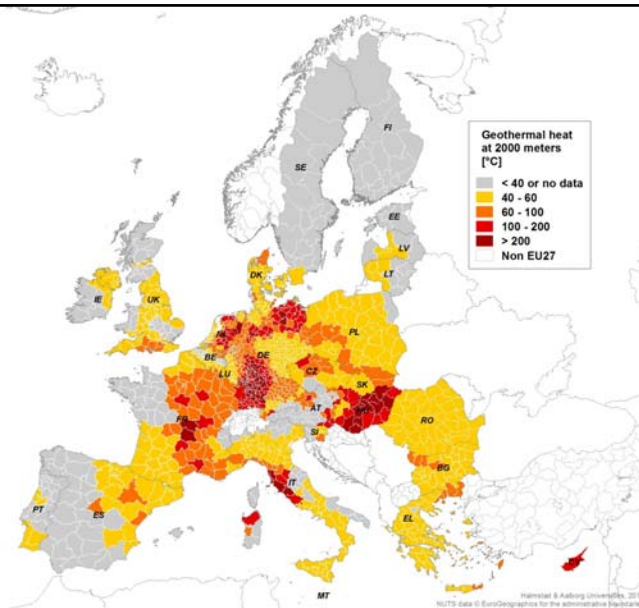 Geothermal heat
at 2000 meters
[°C]
< 40 or no data
40 - 60
60 - 100
100 - 200
> 200
Non EU27
FI
SE
EE
LV
LT
DK
IE
UK
NL
PL
BE
DE
LU
CZ
SK
AT
HU
FR
SI
RO
BG
IT
PT
ES
EL
MT
Halmstad & Aalborg Universities, 201
NUTS data © EuroGeographics for the administrative boundaries